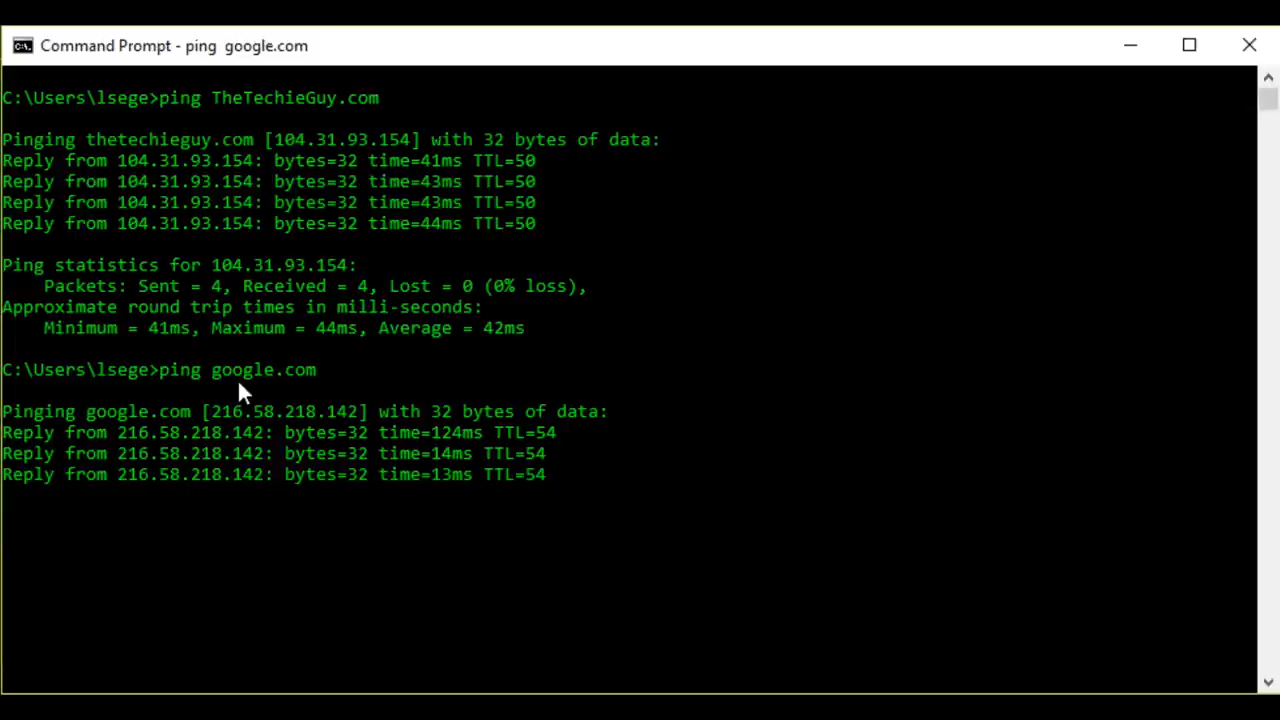 Command Prompt - ping  google.com
C:\Users\lsege>ping TheTechieGuy.com
Pinging thetechieguy.com [104.31.93.154] with 32 bytes of data:
Reply from 104.31.93.154: bytes=32 time=41ms TTL=50
Reply from 104.31.93.154: bytes=32 time=43ms TTL=50
Reply from 104.31.93.154: bytes=32 time=43ms TTL=50
Reply from 104.31.93.154: bytes=32 time=44ms TTL=50
Ping statistics for 104.31.93.154:
    Packets: Sent = 4, Received = 4, Lost = 0 (0% loss),
Approximate round trip times in milli-seconds:
    Minimum = 41ms, Maximum = 44ms, Average = 42ms
C:\Users\lsege>ping google.com
Pinging google.com [216.58.218.142] with 32 bytes of data:
Reply from 216.58.218.142: bytes=32 time=124ms TTL=54
Reply from 216.58.218.142: bytes=32 time=14ms TTL=54
Reply from 216.58.218.142: bytes=32 time=13ms TTL=54